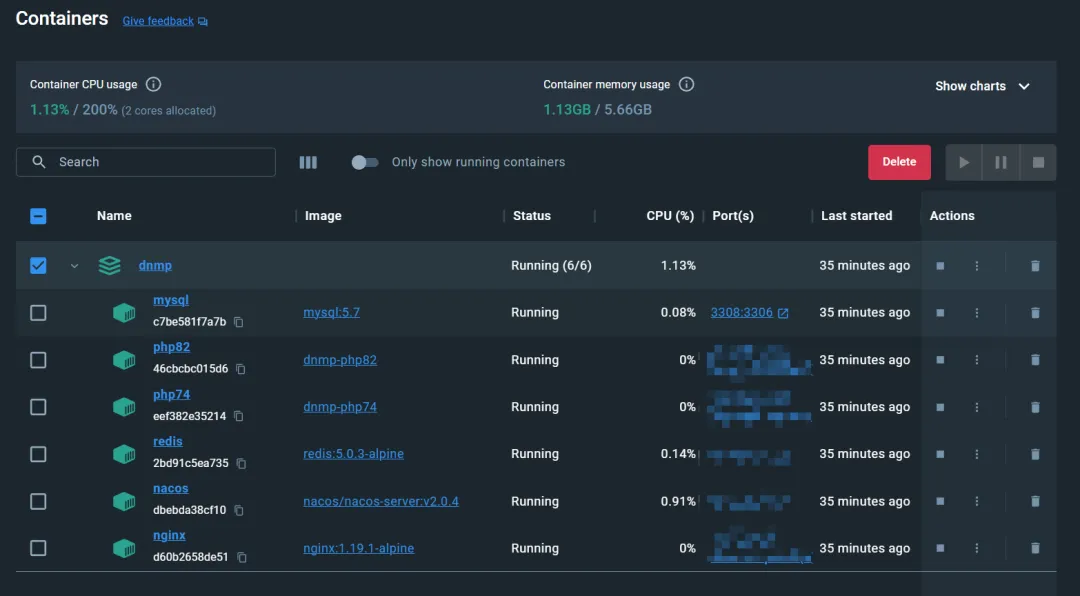 Containers Give feedback
Container CPU usage
1.13% / 200% (2 cores allocated)
Container memory usage
1.13GB / 5.66GB
Show charts
Search
Only show running containers
Delete
Name Image Status CPU (%) Port(s) Last started Actions
dnmp Running (6/6) 1.13% 35 minutes ago
mysql
c7be581f7a7b
mysql:5.7 Running 0.08% 3308:3306 35 minutes ago
php82
46cbcbc015d6
dnmp-php82 Running 0% 35 minutes ago
php74
eef382e35214
dnmp-php74 Running 0% 35 minutes ago
redis
2bd91c5ea735
redis:5.0.3-alpine Running 0.14% 35 minutes ago
nacos
dbebda38cf10
nacos/nacos-server:v2.0.4 Running 0.91% 35 minutes ago
nginx
d60b2658de51
nginx:1.19.1-alpine Running 0% 35 minutes ago